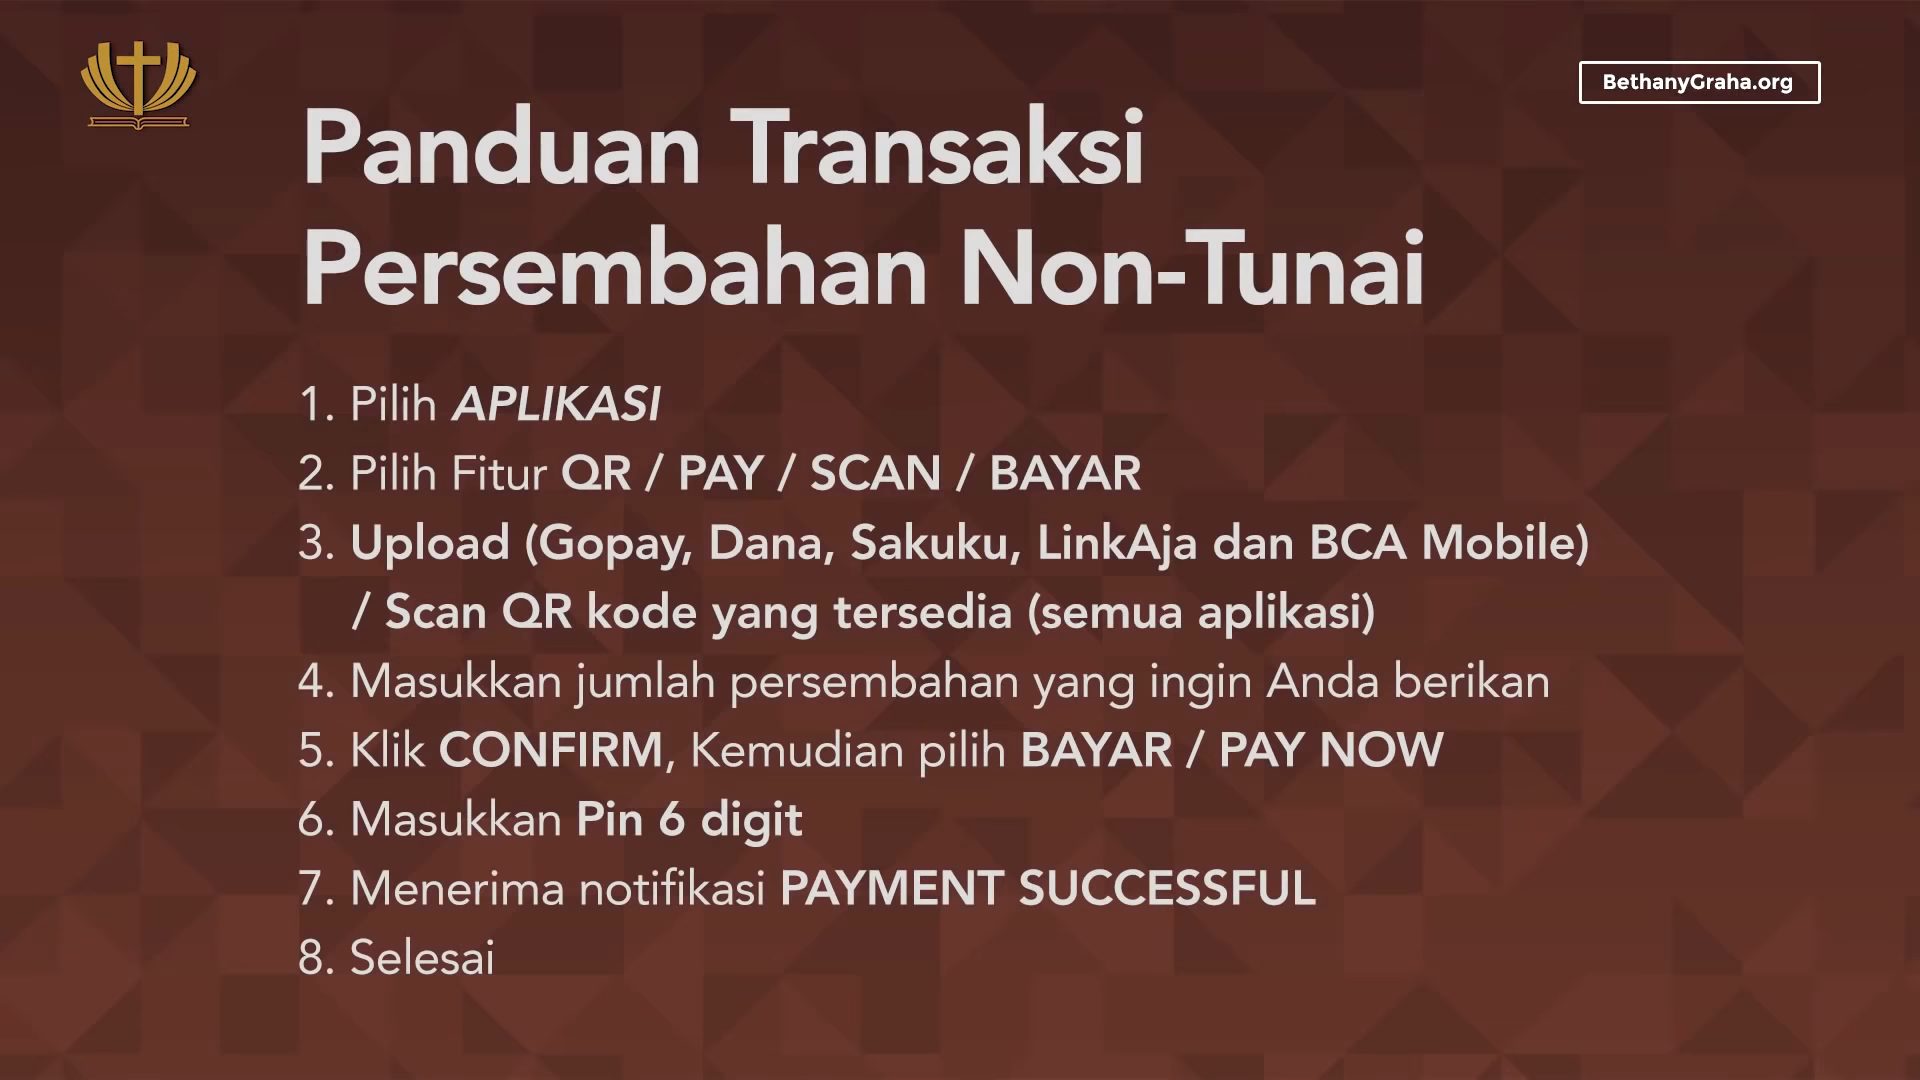 BethanyGraha.org
Panduan Transaksi
Persembahan Non-Tunai
1. Pilih APLIKASI
2. Pilih Fitur QR / PAY / SCAN / BAYAR
3. Upload (Gopay, Dana, Sakuku, LinkAja dan BCA Mobile)
/ Scan QR kode yang tersedia (semua aplikasi)
4. Masukkan jumlah persembahan yang ingin Anda berikan
5. Klik CONFIRM, Kemudian pilih BAYAR / PAY NOW
6. Masukkan Pin 6 digit
7. Menerima notifikasi PAYMENT SUCCESSFUL
8. Selesai